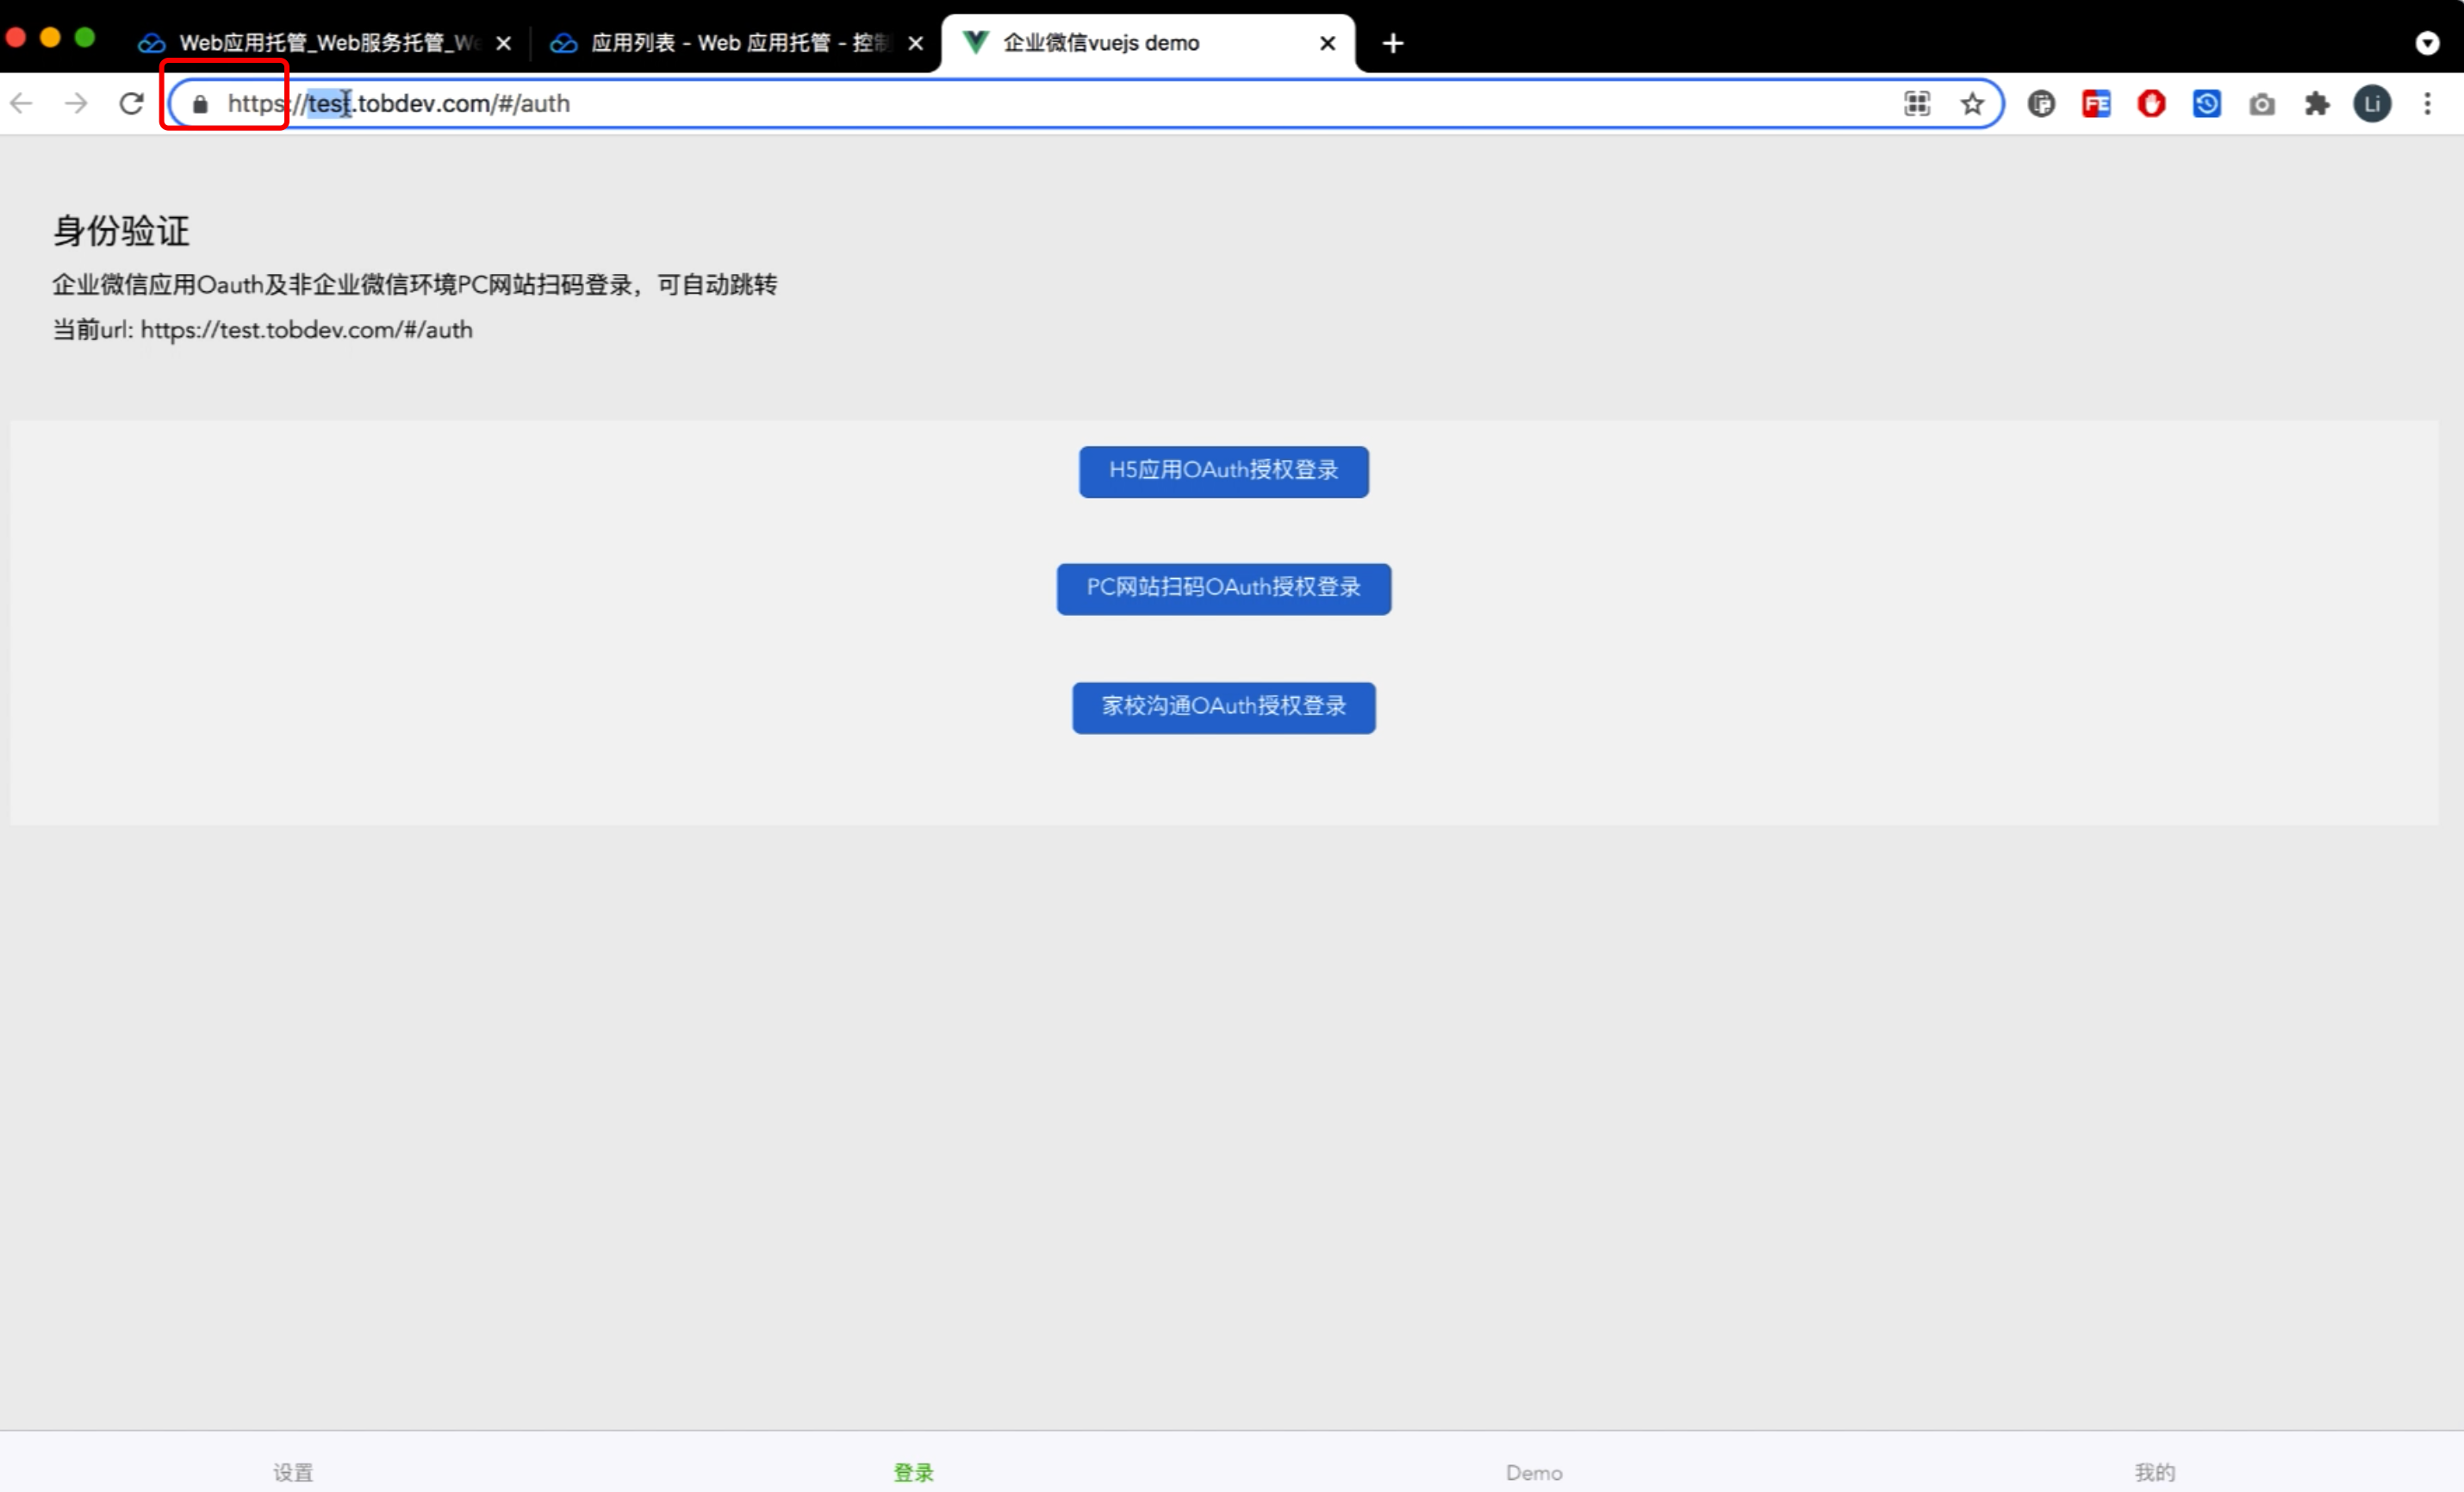 Web应用托管_Web服务托管_We
应用列表 - Web 应用托管 - 控制
企业微信vuejs demo
https://test.tobdev.com/#/auth
FE
Li
身份验证
企业微信应用Oauth及非企业微信环境PC网站扫码登录，可自动跳转
当前url: https://test.tobdev.com/#/auth
H5应用OAuth授权登录
PC网站扫码OAuth授权登录
家校沟通OAuth授权登录
设置
登录
Demo
我的